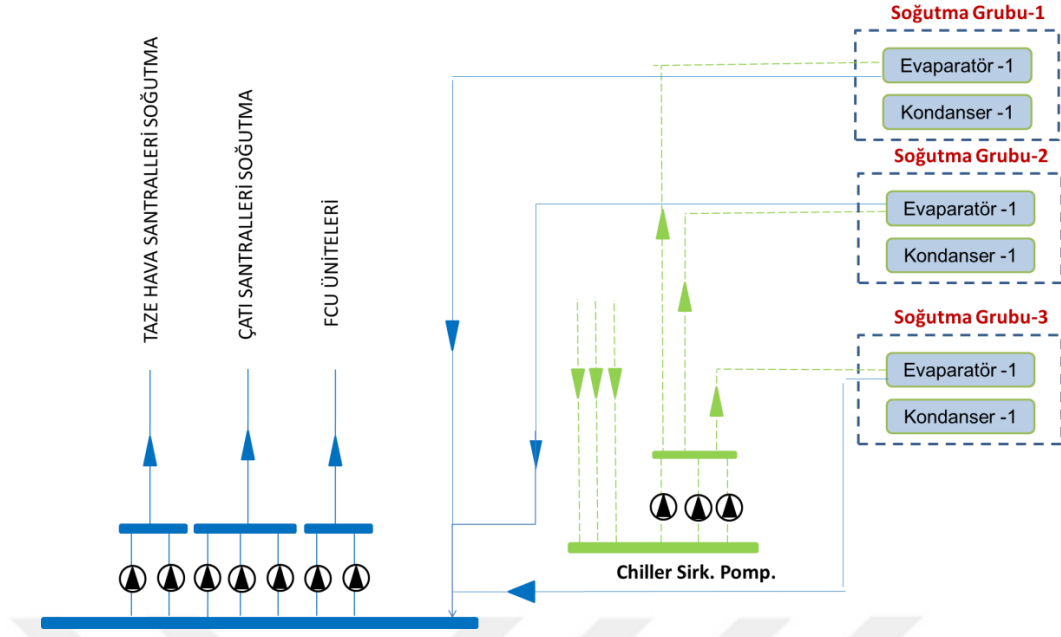 Soğutma Grubu-1
Evaparatör -1
Kondanser -1
Soğutma Grubu-2
Evaparatör -1
Kondanser -1
Soğutma Grubu-3
Evaparatör -1
Kondanser -1
TAZE HAVA SANTRALLERİ SOĞUTMA
ÇATI SANTRALLERİ SOĞUTMA
FCU ÜNİTELERİ
Chiller Sirk. Pomp.